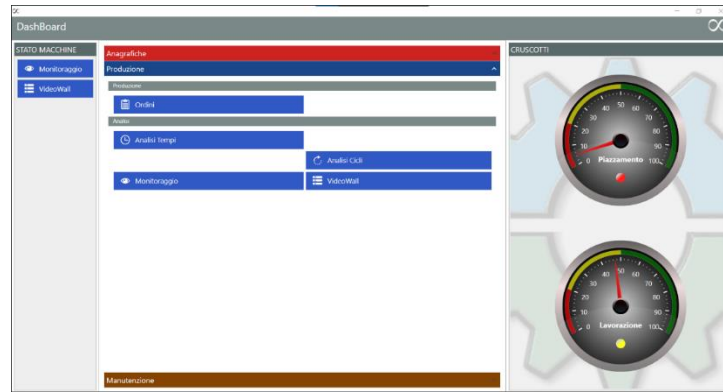 DashBoard
STATO MACCHINE
Monitoraggio
VideoWall
Anagrafiche
Produzione
Produzione
Ordini
Analisi
Analisi Tempi
Analisi Cicli
Monitoraggio
VideoWall
Manutenzione
CRUSCOTTI
0 10 20 30 40 50 60 70 80 90 100
Piazzamento
0 10 20 30 40 50 60 70 80 90 100
Lavorazione